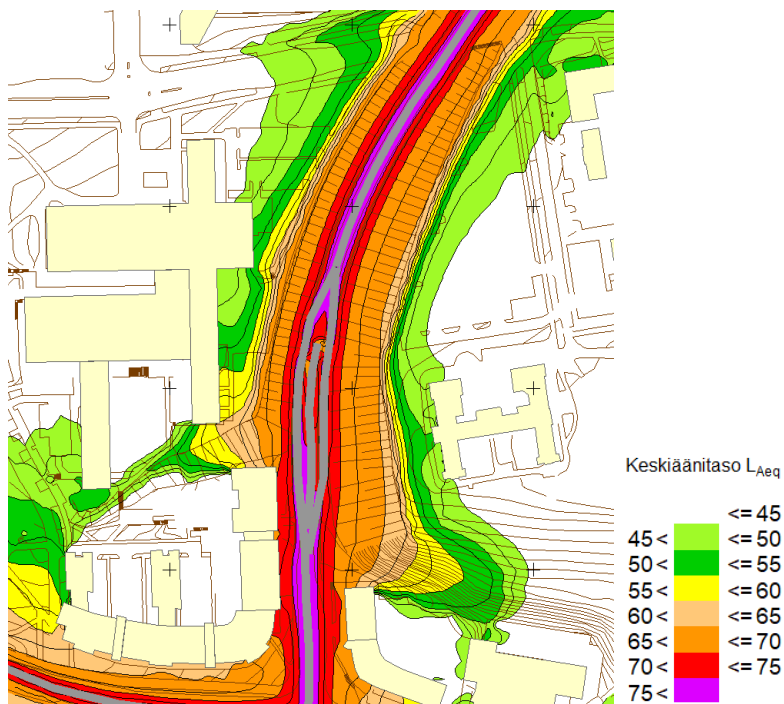 Keskiäänitaso LAeq
<= 45
45 < <= 50
50 < <= 55
55 < <= 60
60 < <= 65
65 < <= 70
70 < <= 75
75 <